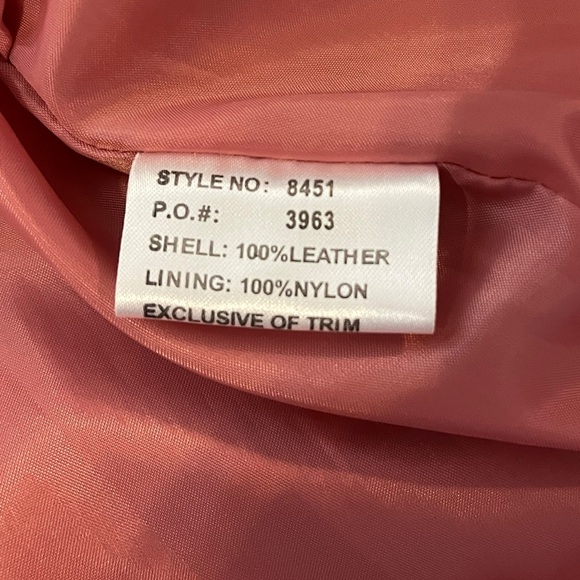 STYLE NO: 8451
P.O.#: 3963
SHELL: 100%LEATHER
LINING: 100%NYLON
EXCLUSIVE OF TRIM